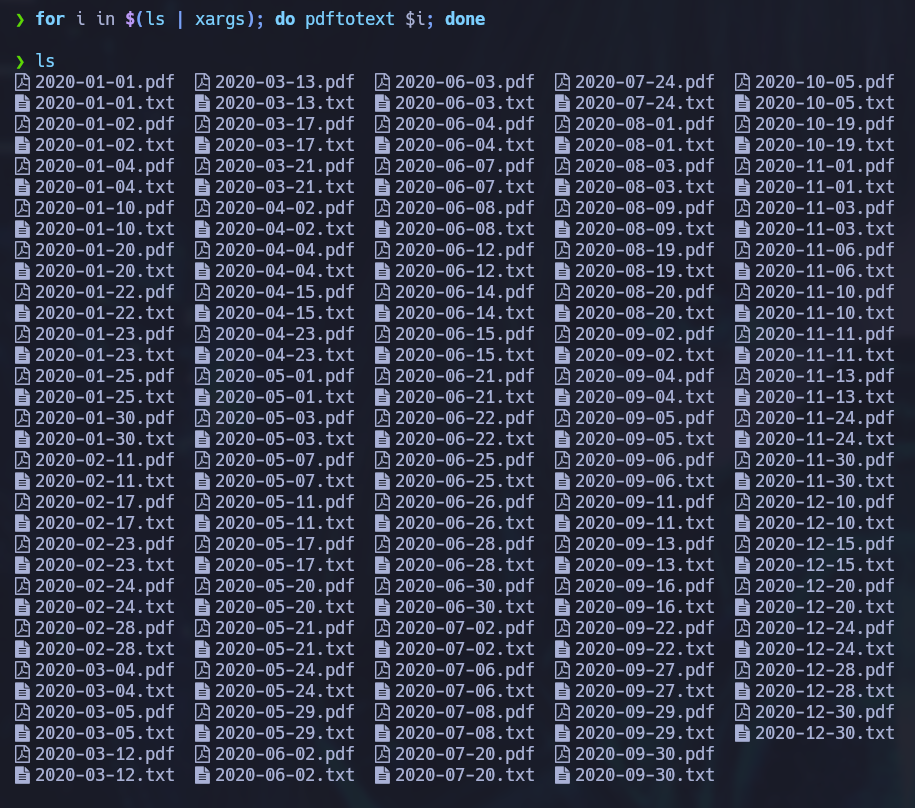 ❯ for i in $(ls | xargs); do pdftotext $i; done
❯ ls
2020-01-01.pdf 2020-03-13.pdf 2020-06-03.pdf 2020-07-24.pdf 2020-10-05.pdf
2020-01-01.txt 2020-03-13.txt 2020-06-03.txt 2020-07-24.txt 2020-10-05.txt
2020-01-02.pdf 2020-03-17.pdf 2020-06-04.pdf 2020-08-01.pdf 2020-10-19.pdf
2020-01-02.txt 2020-03-17.txt 2020-06-04.txt 2020-08-01.txt 2020-10-19.txt
2020-01-04.pdf 2020-03-21.pdf 2020-06-07.pdf 2020-08-03.pdf 2020-11-01.pdf
2020-01-04.txt 2020-03-21.txt 2020-06-07.txt 2020-08-03.txt 2020-11-01.txt
2020-01-10.pdf 2020-04-02.pdf 2020-06-08.pdf 2020-08-09.pdf 2020-11-03.pdf
2020-01-10.txt 2020-04-02.txt 2020-06-08.txt 2020-08-09.txt 2020-11-03.txt
2020-01-20.pdf 2020-04-04.pdf 2020-06-12.pdf 2020-08-19.pdf 2020-11-06.pdf
2020-01-20.txt 2020-04-04.txt 2020-06-12.txt 2020-08-19.txt 2020-11-06.txt
2020-01-22.pdf 2020-04-15.pdf 2020-06-14.pdf 2020-08-20.pdf 2020-11-10.pdf
2020-01-22.txt 2020-04-15.txt 2020-06-14.txt 2020-08-20.txt 2020-11-10.txt
2020-01-23.pdf 2020-04-23.pdf 2020-06-15.pdf 2020-09-02.pdf 2020-11-11.pdf
2020-01-23.txt 2020-04-23.txt 2020-06-15.txt 2020-09-02.txt 2020-11-11.txt
2020-01-25.pdf 2020-05-01.pdf 2020-06-21.pdf 2020-09-04.pdf 2020-11-13.pdf
2020-01-25.txt 2020-05-01.txt 2020-06-21.txt 2020-09-04.txt 2020-11-13.txt
2020-01-30.pdf 2020-05-03.pdf 2020-06-22.pdf 2020-09-05.pdf 2020-11-24.pdf
2020-01-30.txt 2020-05-03.txt 2020-06-22.txt 2020-09-05.txt 2020-11-24.txt
2020-02-11.pdf 2020-05-07.pdf 2020-06-25.pdf 2020-09-06.pdf 2020-11-30.pdf
2020-02-11.txt 2020-05-07.txt 2020-06-25.txt 2020-09-06.txt 2020-11-30.txt
2020-02-17.pdf 2020-05-11.pdf 2020-06-26.pdf 2020-09-11.pdf 2020-12-10.pdf
2020-02-17.txt 2020-05-11.txt 2020-06-26.txt 2020-09-11.txt 2020-12-10.txt
2020-02-23.pdf 2020-05-17.pdf 2020-06-28.pdf 2020-09-13.pdf 2020-12-15.pdf
2020-02-23.txt 2020-05-17.txt 2020-06-28.txt 2020-09-13.txt 2020-12-15.txt
2020-02-24.pdf 2020-05-20.pdf 2020-06-30.pdf 2020-09-16.pdf 2020-12-20.pdf
2020-02-24.txt 2020-05-20.txt 2020-06-30.txt 2020-09-16.txt 2020-12-20.txt
2020-02-28.pdf 2020-05-21.pdf 2020-07-02.pdf 2020-09-22.pdf 2020-12-24.pdf
2020-02-28.txt 2020-05-21.txt 2020-07-02.txt 2020-09-22.txt 2020-12-24.txt
2020-03-04.pdf 2020-05-24.pdf 2020-07-06.pdf 2020-09-27.pdf 2020-12-28.pdf
2020-03-04.txt 2020-05-24.txt 2020-07-06.txt 2020-09-27.txt 2020-12-28.txt
2020-03-05.pdf 2020-05-29.pdf 2020-07-08.pdf 2020-09-29.pdf 2020-12-30.pdf
2020-03-05.txt 2020-05-29.txt 2020-07-08.txt 2020-09-29.txt 2020-12-30.txt
2020-03-12.pdf 2020-06-02.pdf 2020-07-20.pdf 2020-09-30.pdf
2020-03-12.txt 2020-06-02.txt 2020-07-20.txt 2020-09-30.txt